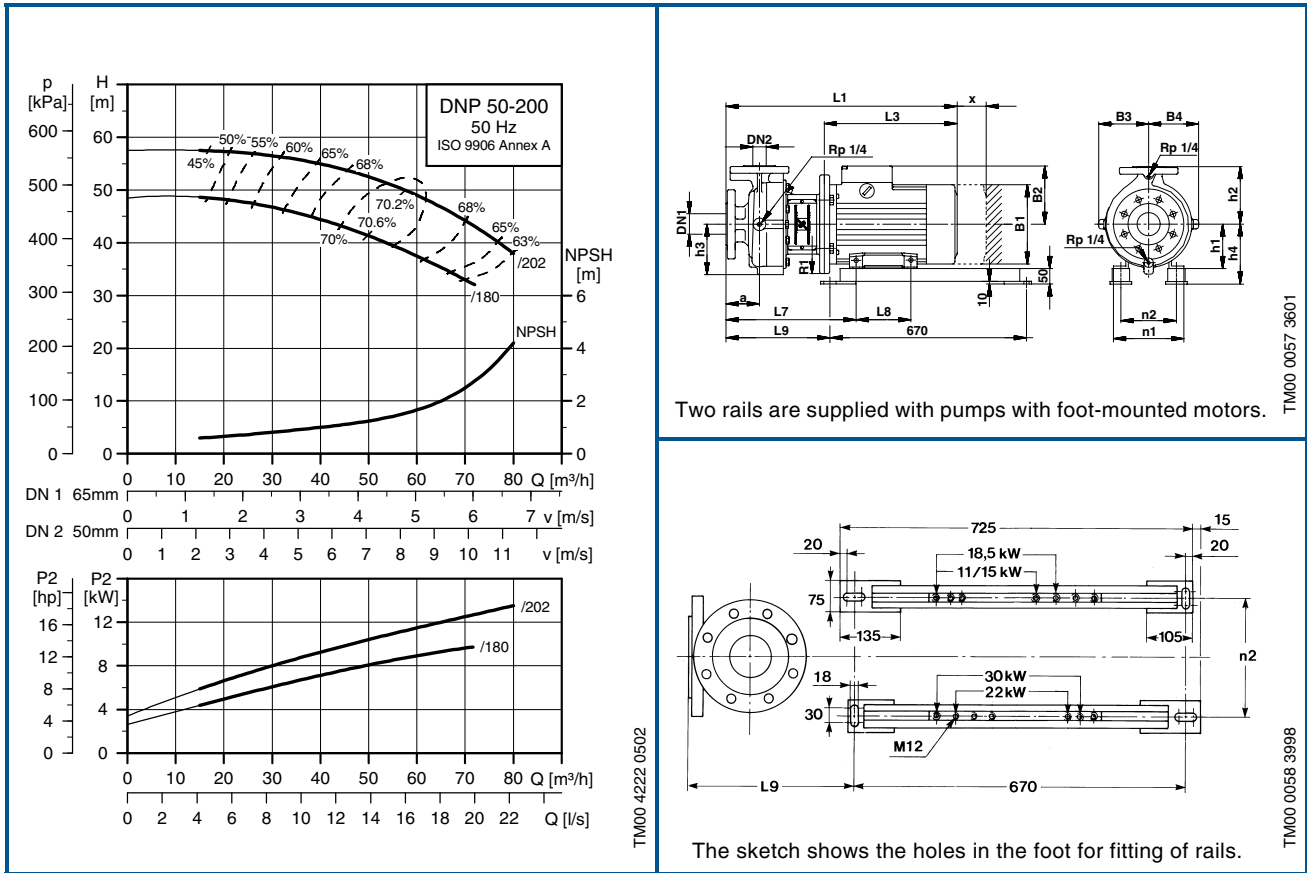 p
[kPa]
H
[m]
DNP 50-200
50 Hz
ISO 9906 Annex A
600
500
400
300
200
100
0
60
50
40
30
20
10
0
45%
50%
55%
60%
65%
68%
70.2%
70.6%
70%
68%
65%
63%
/202
/180
NPSH
[m]
6
4
2
0
NPSH
0 10 20 30 40 50 60 70 80 Q [m³/h]
DN 1 65mm
0 1 2 3 4 5 6 7 v [m/s]
DN 2 50mm
0 1 2 3 4 5 6 7 8 9 10 11 v [m/s]
P2
[hp]
P2
[kW]
16
12
8
4
0
12
8
4
0
/202
/180
0 10 20 30 40 50 60 70 80 Q [m³/h]
0 2 4 6 8 10 12 14 16 18 20 22 Q [l/s]
TM00 4222 0502
L1
x
L3
DN2
Rp 1/4
DN1
h3
R1
B2
B1
50
10
a
L7
L8
L9
670
B3
B4
Rp 1/4
Rp 1/4
h2
h1
h4
n2
n1
TM00 0057 3601
Two rails are supplied with pumps with foot-mounted motors.
725
15
20
20
18,5 kW
11/15 kW
75
135
105
n2
18
30
30 kW
22 kW
M12
L9
670
TM00 0058 3998
The sketch shows the holes in the foot for fitting of rails.